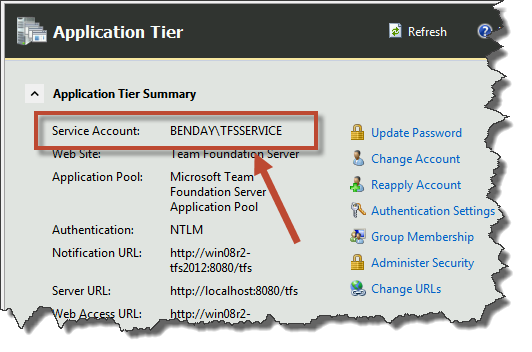 Application Tier
Refresh
Application Tier Summary
Service Account: BENDAY\TFSSERVICE
Web Site: Team Foundation Server
Application Pool: Microsoft Team
Foundation Server
Application Pool
Authentication: NTLM
Notification URL: http://win08r2-
tfs2012:8080/tfs
Server URL: http://localhost:8080/tfs
Web Access URL: http://win08r2-
Update Password
Change Account
Reapply Account
Authentication Settings
Group Membership
Administer Security
Change URLs